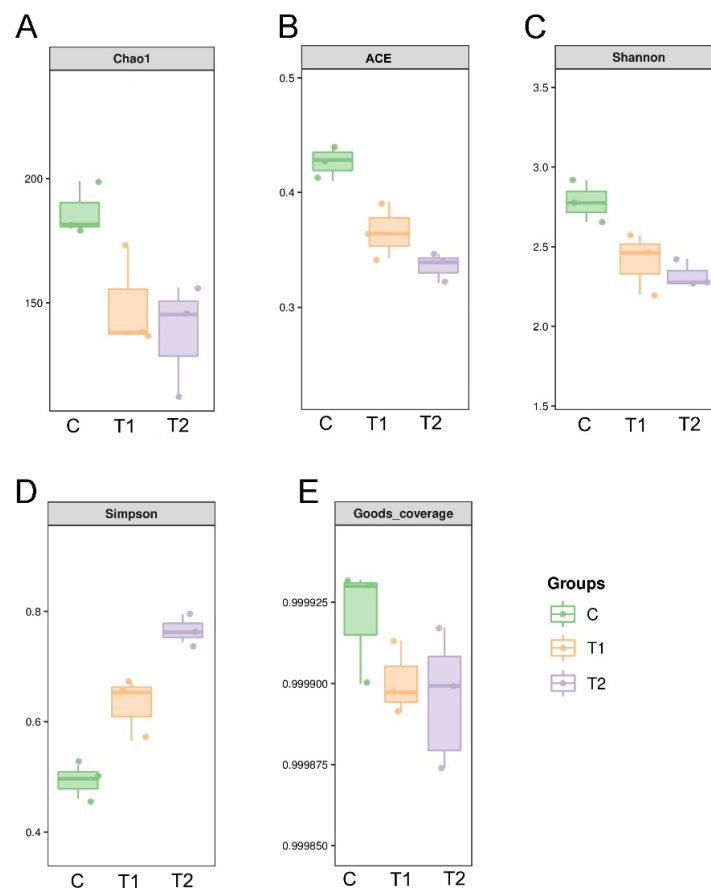 A
Chao1
200
150
C T1 T2
B
ACE
0.5
0.4
0.3
C T1 T2
C
Shannon
3.5
3.0
2.5
2.0
1.5
C T1 T2
D
Simpson
0.8
0.6
0.4
C T1 T2
E
Goods_coverage
0.999925
0.999900
0.999875
0.999850
C T1 T2
Groups
C
T1
T2